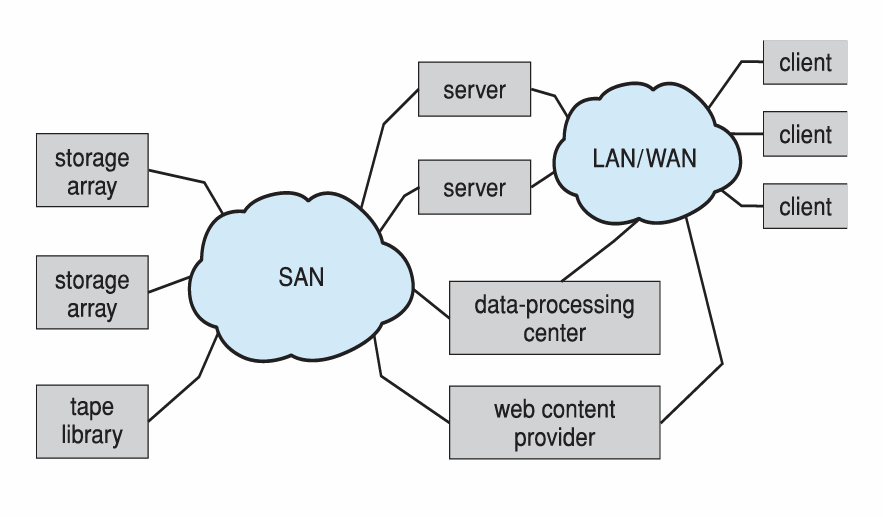 storage
array
storage
array
tape
library
SAN
server
server
data-processing
center
web content
provider
LAN/WAN
client
client
client